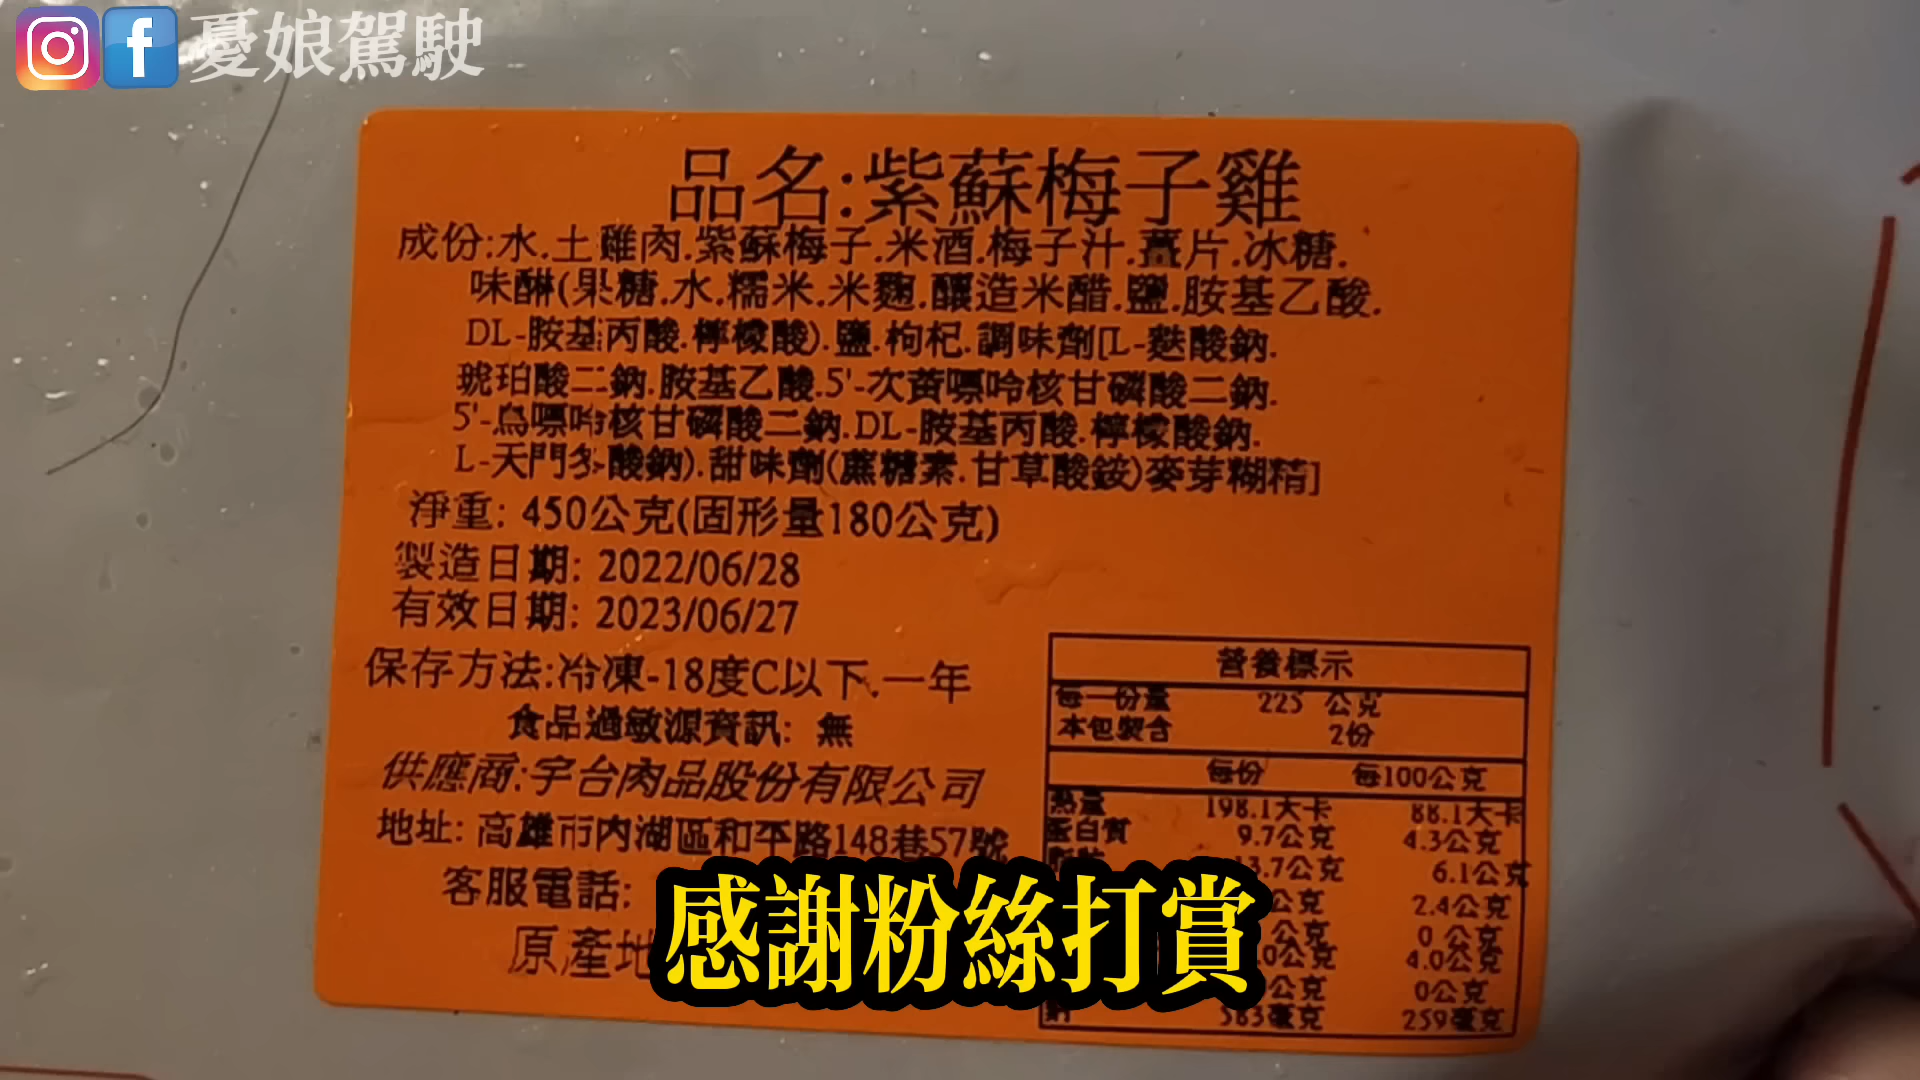 憂娘駕駛
品名:紫蘇梅子雞
成份:水.土雞肉.紫蘇梅子.米酒.梅子汁.薑片.冰糖.
味醂(果糖.水.糯米.米麴.釀造米醋.鹽.胺基乙酸.
DL-胺基丙酸.檸檬酸).鹽.枸杞.調味劑[L-麩酸鈉.
琥珀酸二鈉.胺基乙酸.5'-次黃嘌呤核甘磷酸二鈉.
5'-鳥嘌呤核甘磷酸二鈉.DL-胺基丙酸.檸檬酸鈉.
L-天門冬酸鈉).甜味劑(蔗糖素.甘草酸銨)麥芽糊精]
淨重: 450公克(固形量180公克)
製造日期: 2022/06/28
有效日期: 2023/06/27
保存方法:冷凍-18度C以下.一年
食品過敏源資訊: 無
供應商:宇台肉品股份有限公司
地址: 高雄市內湖區和平路148巷57號
客服電話:
原產地
營養標示
每一份量 225 公克
本包裝含 2份
每份 每100公克
熱量 198.1大卡 88.1大卡
蛋白質 9.7公克 4.3公克
13.7公克 6.1公克
公克 2.4公克
公克 0 公克
.0公克 4.0公克
公克 0公克
鈉 583毫克 259毫克
感謝粉絲打賞